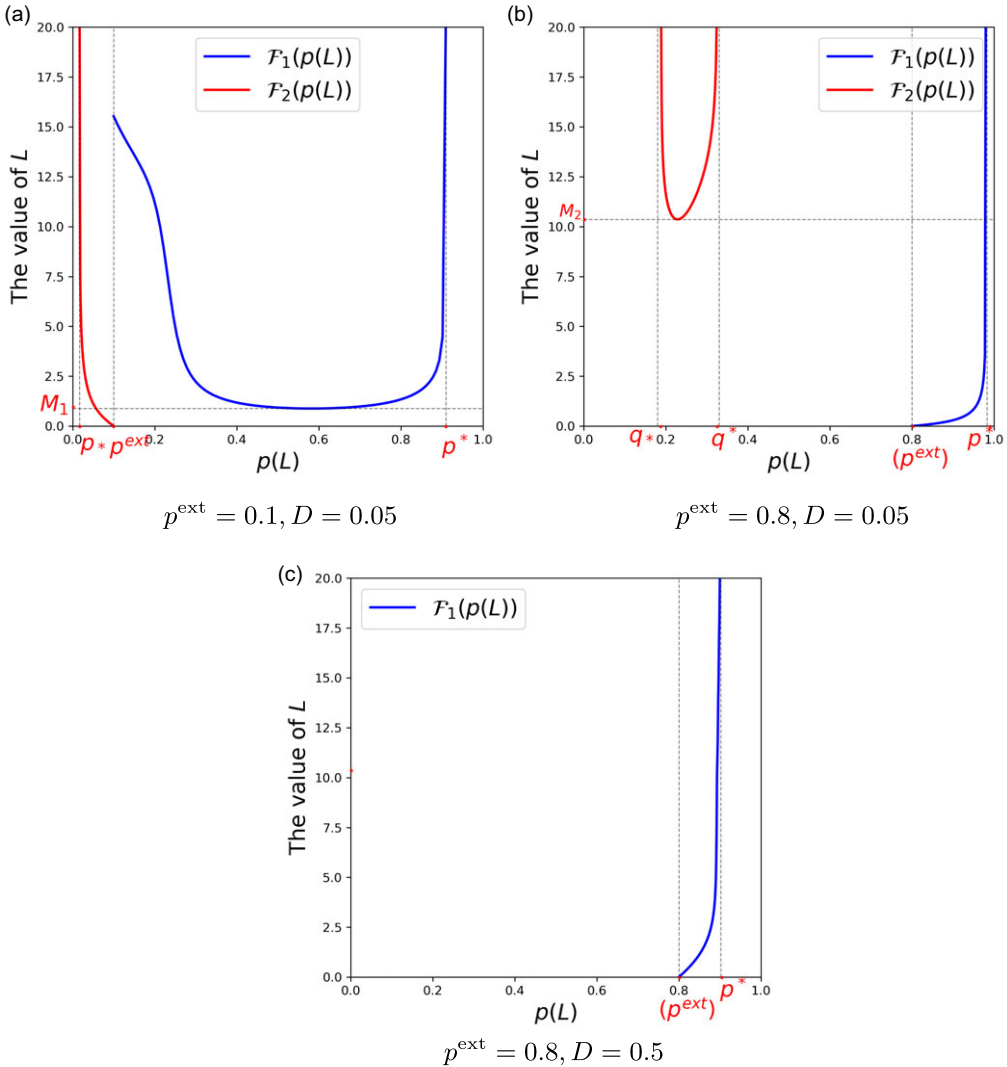 (a)
20.0
17.5
15.0
12.5
10.0
7.5
5.0
2.5
0.0
The value of L
M₁
F₁(p(L))
F₂(p(L))
0.0 0.2 0.4 0.6 0.8 1.0
p⁎ pᵉˣᵗ p*
p(L)
pᵉˣᵗ = 0.1, D = 0.05
(b)
20.0
17.5
15.0
12.5
10.0
7.5
5.0
2.5
0.0
The value of L
M₂
F₁(p(L))
F₂(p(L))
0.0 0.2 0.4 0.6 0.8 1.0
q⁎ q* (pᵉˣᵗ) p*
p(L)
pᵉˣᵗ = 0.8, D = 0.05
(c)
20.0
17.5
15.0
12.5
10.0
7.5
5.0
2.5
0.0
The value of L
F₁(p(L))
0.0 0.2 0.4 0.6 0.8 1.0
(pᵉˣᵗ) p*
p(L)
pᵉˣᵗ = 0.8, D = 0.5